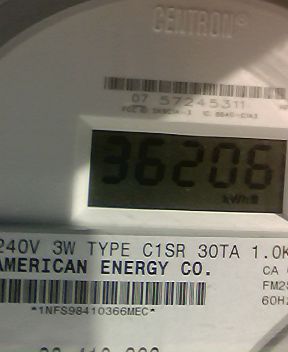 CENTRON®
07 57245311
36206
kWh
240V 3W TYPE C1SR 30TA 1.0K
AMERICAN ENERGY CO.
CA
FM2S
*1NFS98410366MEC*
60HZ